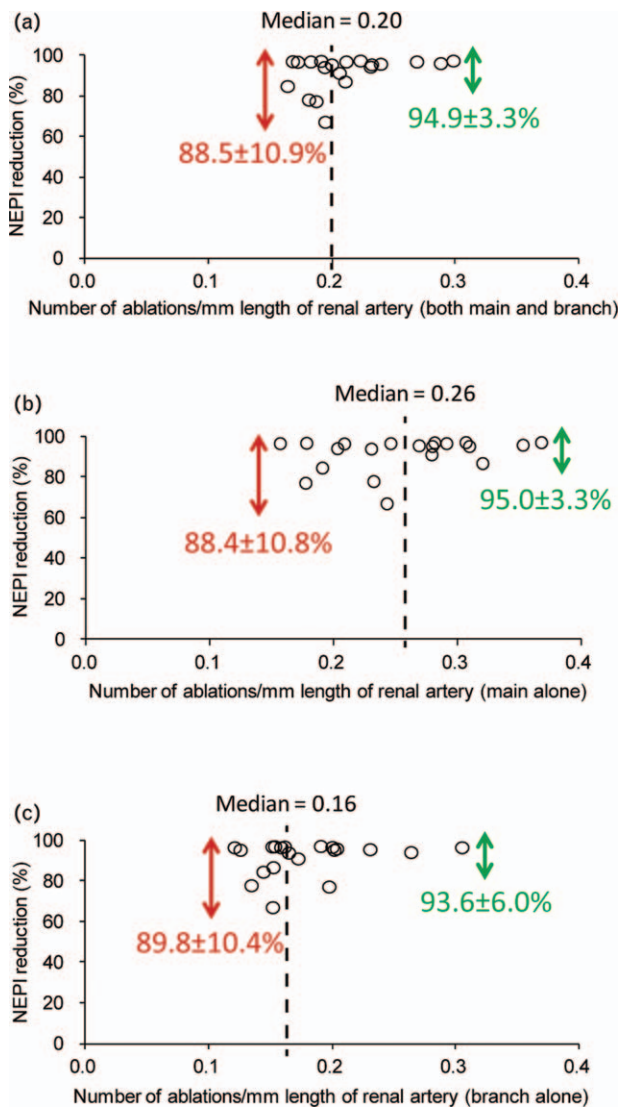 (a)
Median = 0.20
NEPI reduction (%)
100
80
60
40
20
0
88.5±10.9%
94.9±3.3%
0.0 0.1 0.2 0.3 0.4
Number of ablations/mm length of renal artery (both main and branch)
(b)
Median = 0.26
NEPI reduction (%)
100
80
60
40
20
0
88.4±10.8%
95.0±3.3%
0.0 0.1 0.2 0.3 0.4
Number of ablations/mm length of renal artery (main alone)
(c)
Median = 0.16
NEPI reduction (%)
100
80
60
40
20
0
89.8±10.4%
93.6±6.0%
0.0 0.1 0.2 0.3 0.4
Number of ablations/mm length of renal artery (branch alone)